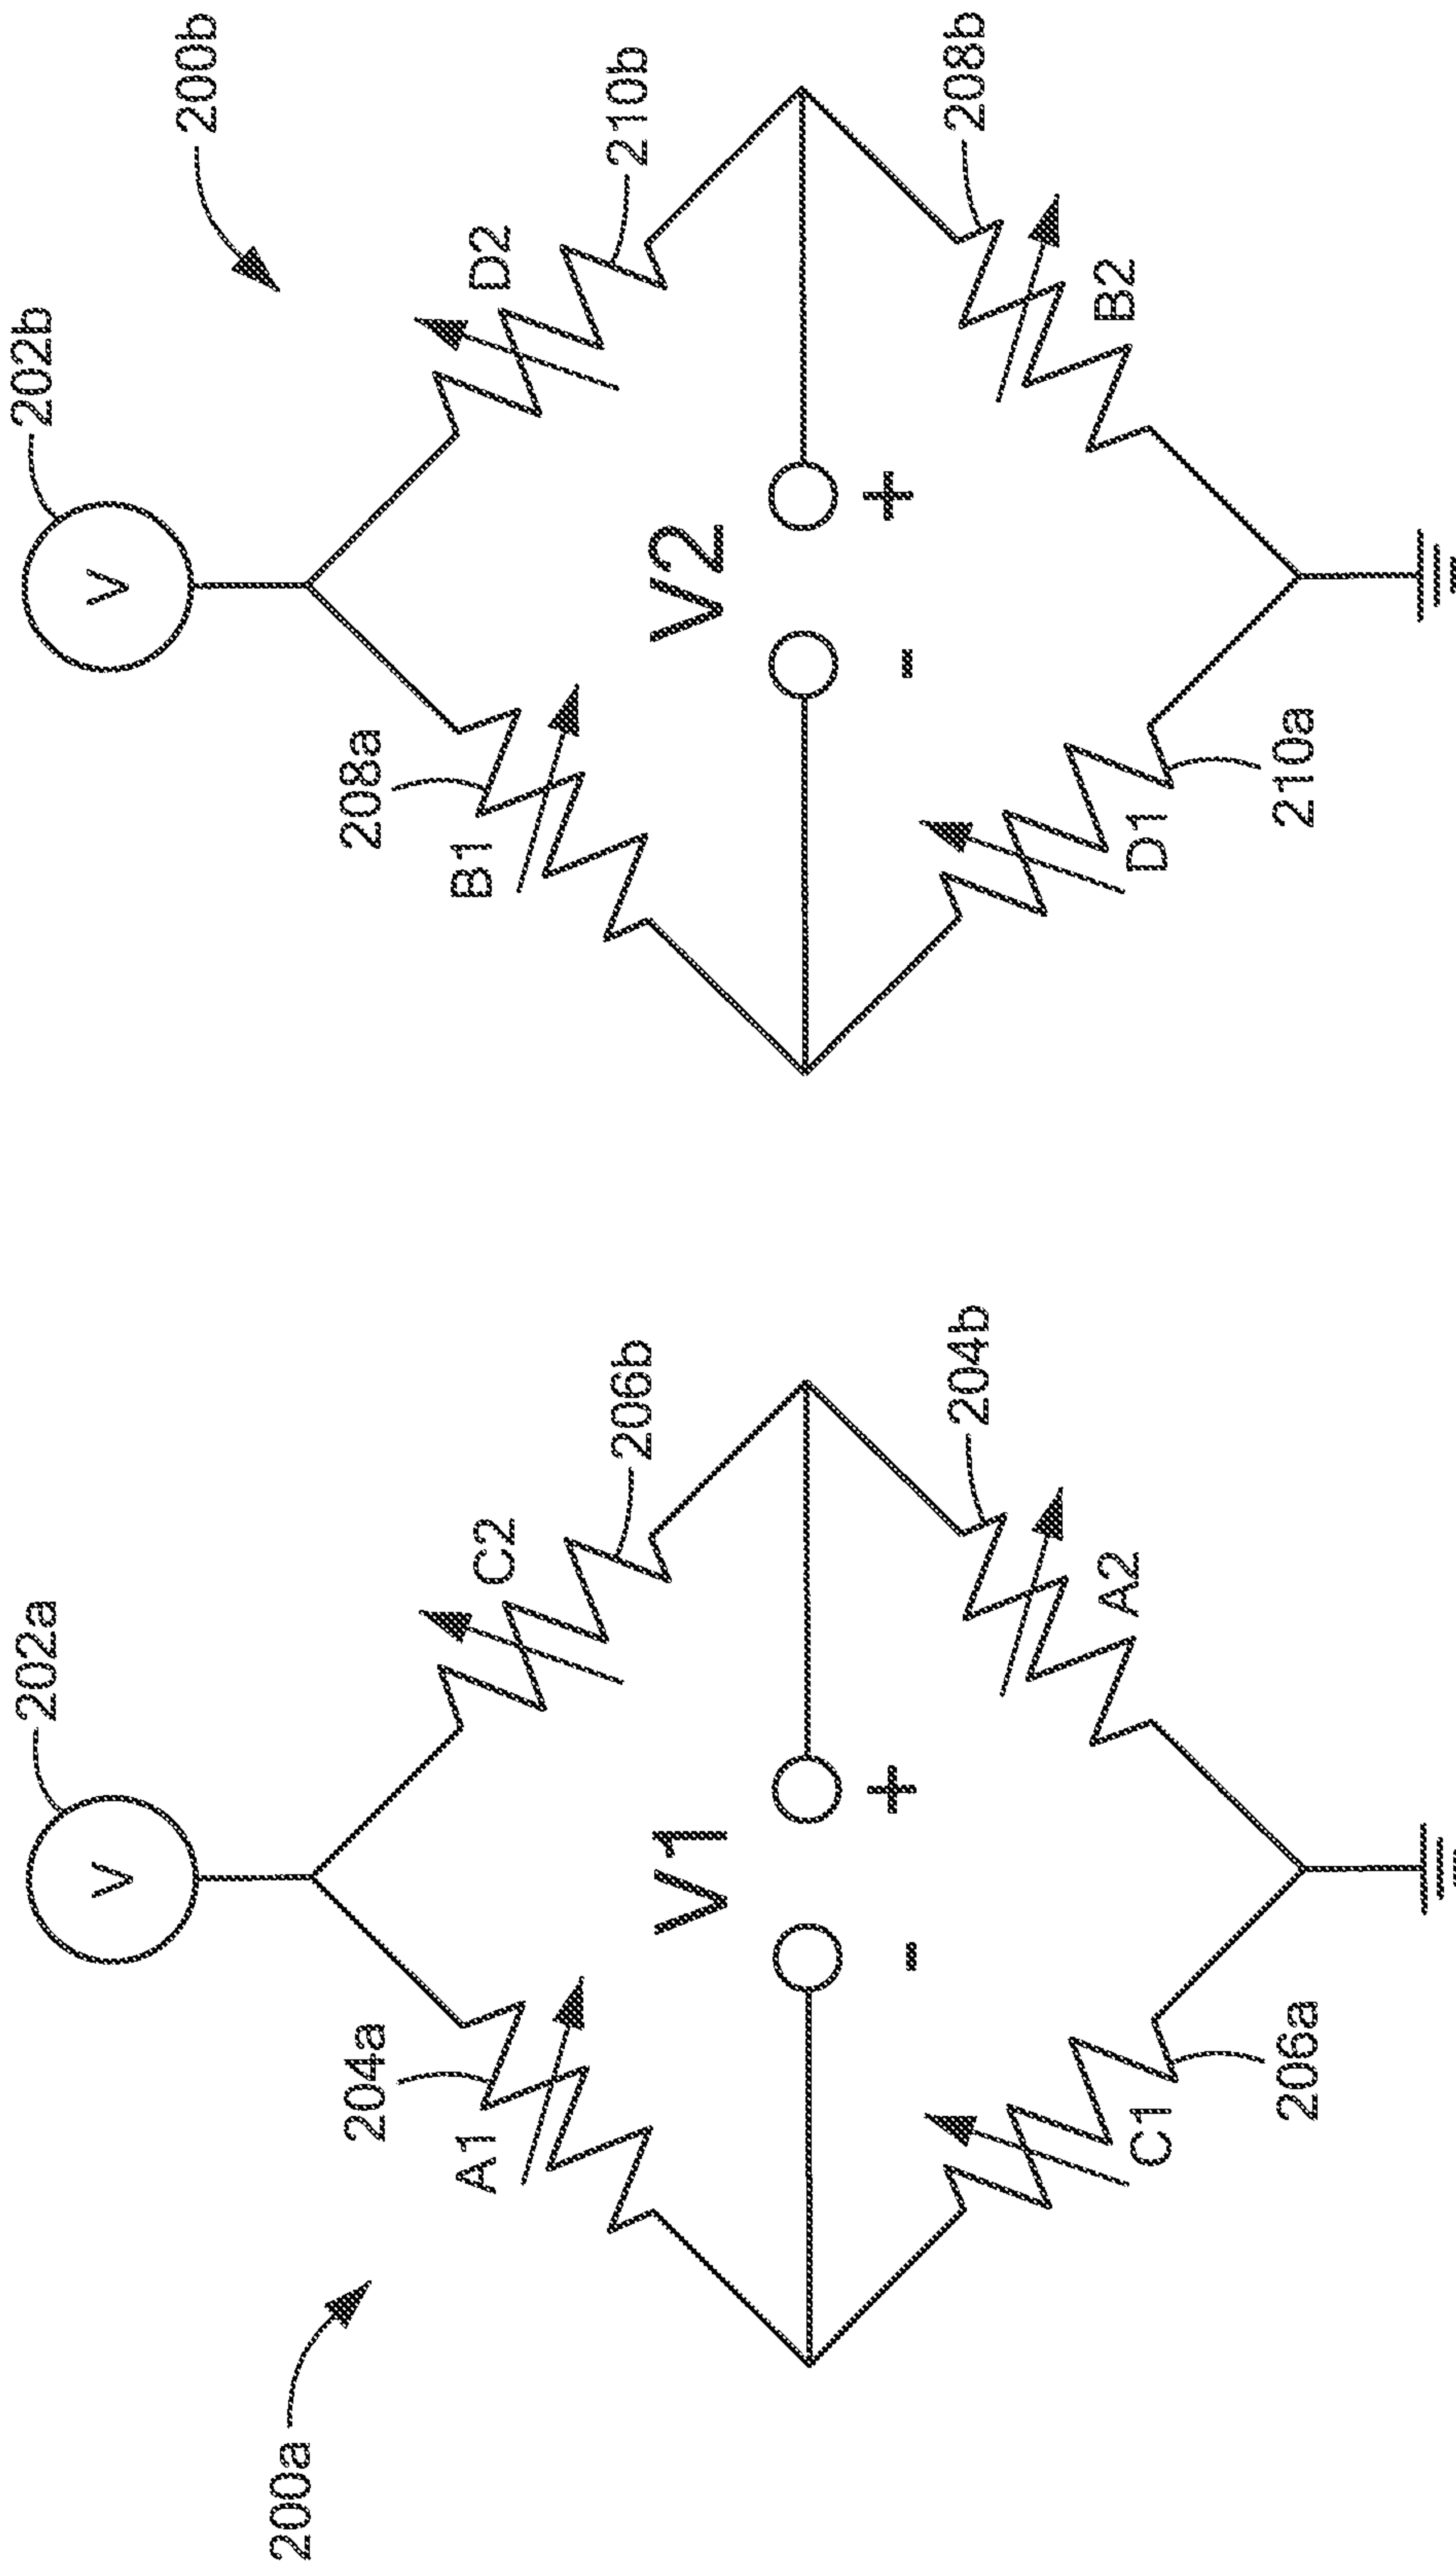 200a
202a
V
204a
A1
C2
206b
V1
-
+
C1
206a
A2
204b
200b
202b
V
208a
B1
D2
210b
V2
-
+
D1
210a
B2
208b